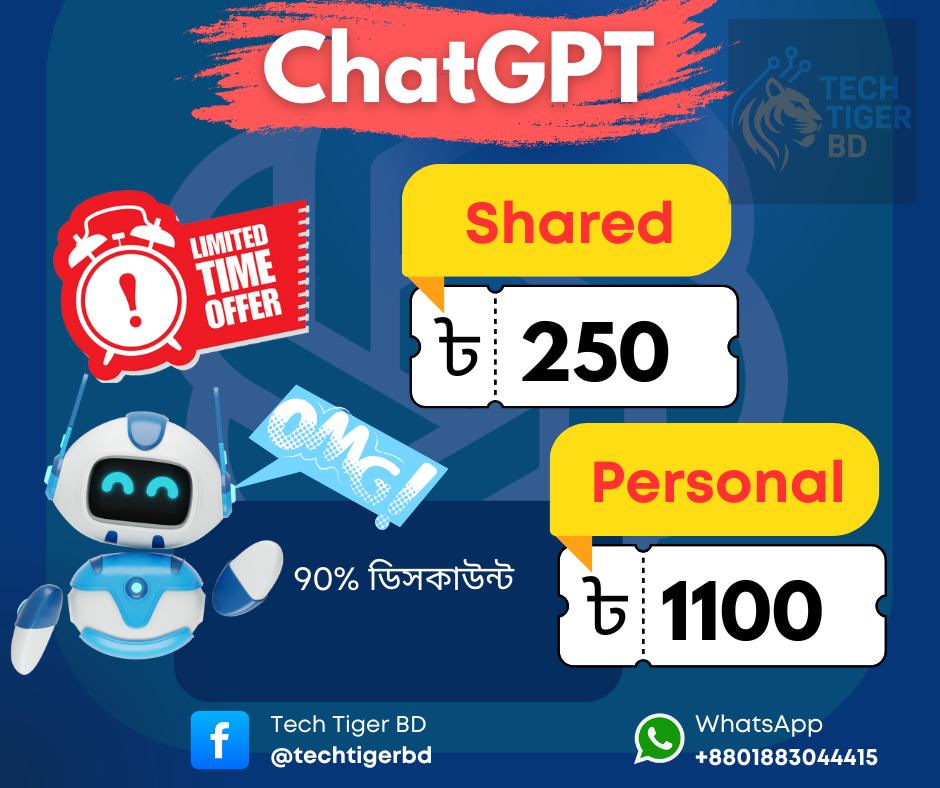 ChatGPT
TECH
TIGER
BD
LIMITED
TIME
OFFER
Shared
৳ 250
OMG!
Personal
90% ডিসকাউন্ট
৳ 1100
Tech Tiger BD
@techtigerbd
WhatsApp
+8801883044415